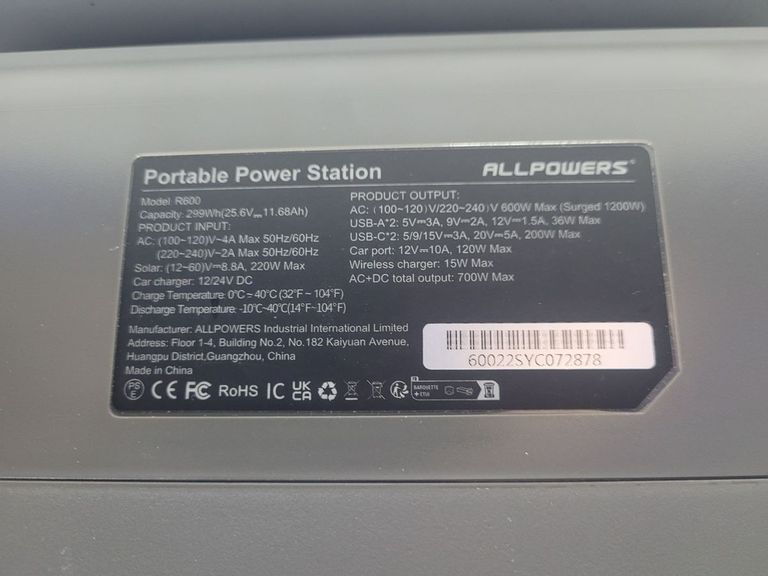 Portable Power Station
ALLPOWERS®
Model R600
Capacity: 299Wh(25.6V⎓11.68Ah)
PRODUCT INPUT:
AC: (100~120)V~4A Max 50Hz/60Hz
(220~240)V~2A Max 50Hz/60Hz
Solar: (12~60)V⎓8.8A, 220W Max
Car charger: 12/24V DC
Charge Temperature: 0°C ~ 40°C (32°F ~ 104°F)
Discharge Temperature: -10°C~40°C(14°F~104°F)
PRODUCT OUTPUT:
AC: (100~120)V/220~240)V 600W Max (Surged 1200W)
USB-A*2: 5V⎓3A, 9V⎓2A, 12V⎓1.5A, 36W Max
USB-C*2: 5/9/15V⎓3A, 20V⎓5A, 200W Max
Car port: 12V⎓10A, 120W Max
Wireless charger: 15W Max
AC+DC total output: 700W Max
Manufacturer: ALLPOWERS Industrial International Limited
Address: Floor 1-4, Building No.2, No.182 Kaiyuan Avenue,
Huangpu District,Guangzhou, China
Made in China
60022SYC072878
PS E CE FC RoHS IC UK CA FR BARQUETTE + ÉTUI